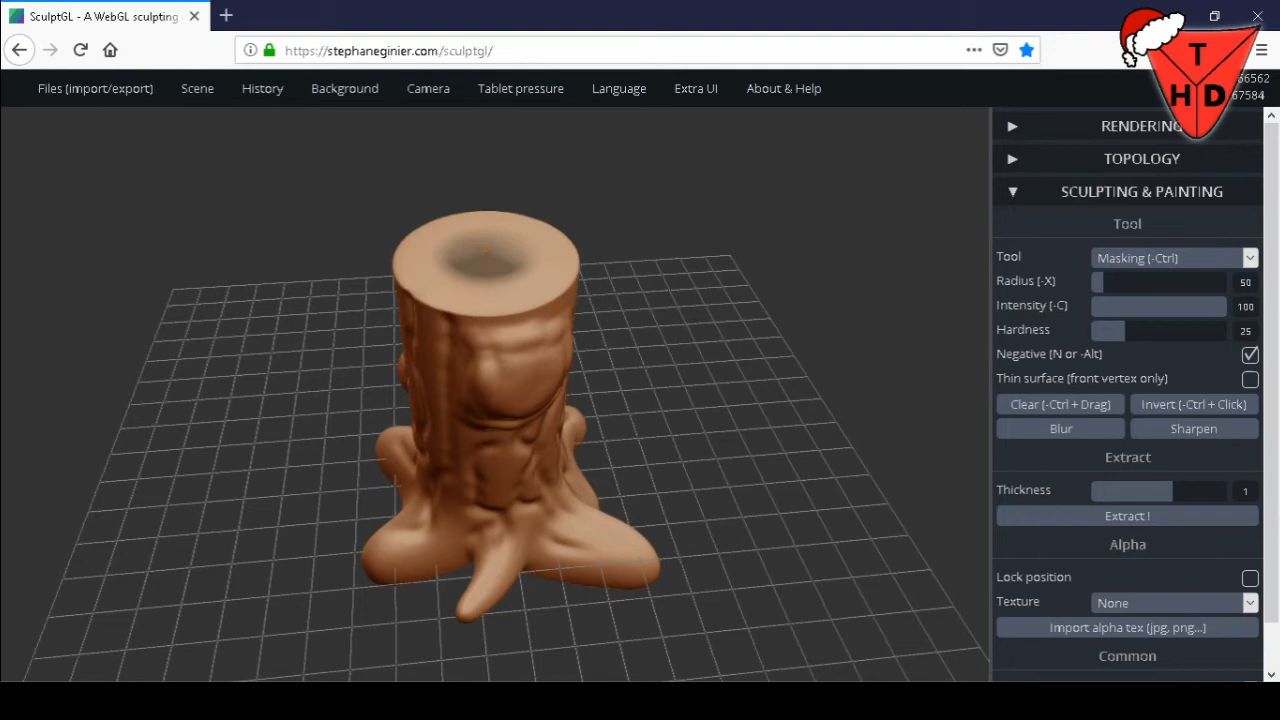 SculptGL - A WebGL sculpting
https://stephaneginier.com/sculptgl/
T
H D
Files (import/export) Scene History Background Camera Tablet pressure Language Extra UI About & Help
66562
67584
RENDERING
TOPOLOGY
SCULPTING & PAINTING
Tool
Tool Masking (-Ctrl)
Radius (-X) 50
Intensity (-C) 100
Hardness 25
Negative (N or -Alt)
Thin surface (front vertex only)
Clear (-Ctrl + Drag) Invert (-Ctrl + Click)
Blur Sharpen
Extract
Thickness 1
Extract !
Alpha
Lock position
Texture None
Import alpha tex (jpg, png...)
Common